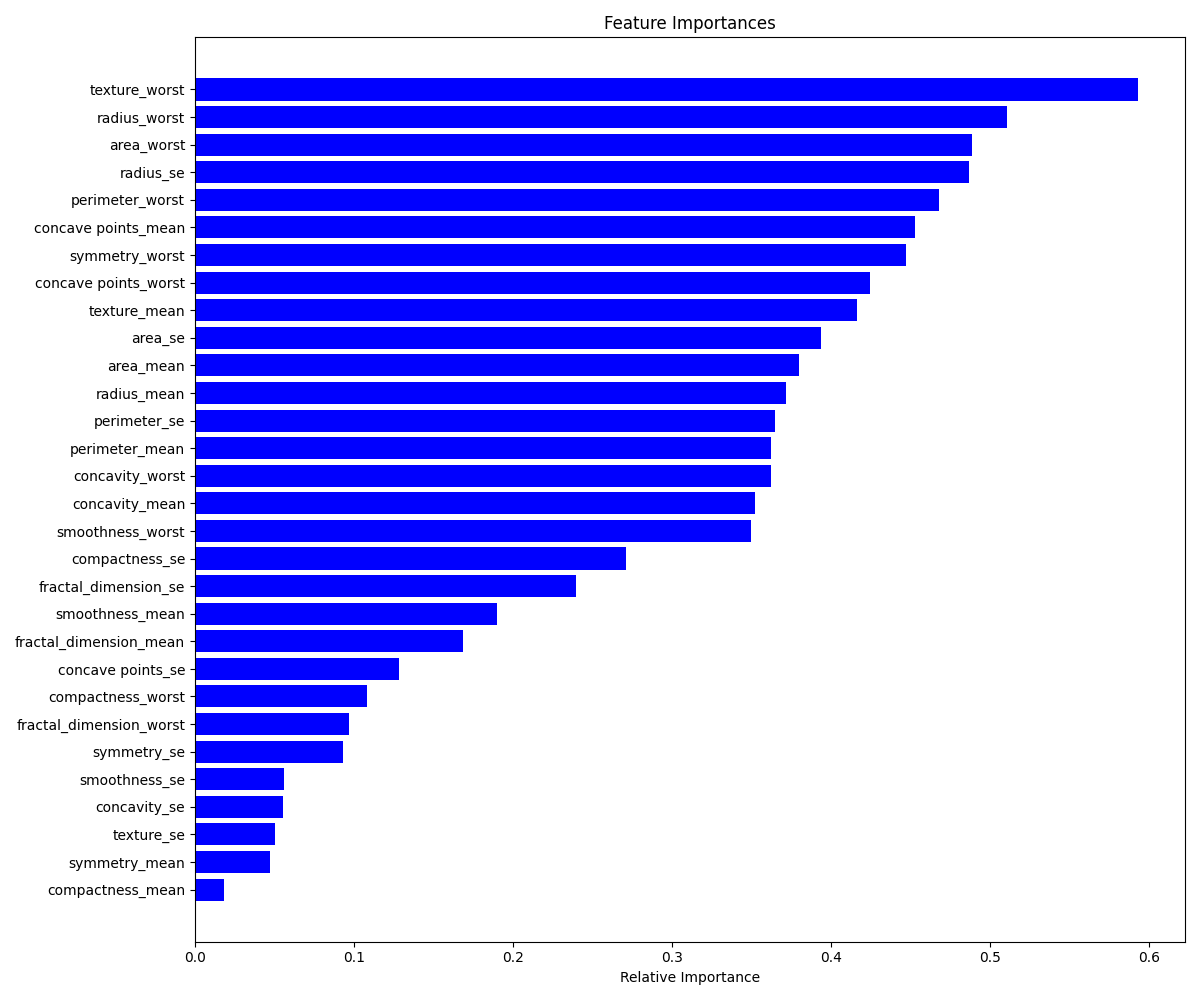 Feature Importances
texture_worst
radius_worst
area_worst
radius_se
perimeter_worst
concave points_mean
symmetry_worst
concave points_worst
texture_mean
area_se
area_mean
radius_mean
perimeter_se
perimeter_mean
concavity_worst
concavity_mean
smoothness_worst
compactness_se
fractal_dimension_se
smoothness_mean
fractal_dimension_mean
concave points_se
compactness_worst
fractal_dimension_worst
symmetry_se
smoothness_se
concavity_se
texture_se
symmetry_mean
compactness_mean
0.0 0.1 0.2 0.3 0.4 0.5 0.6
Relative Importance